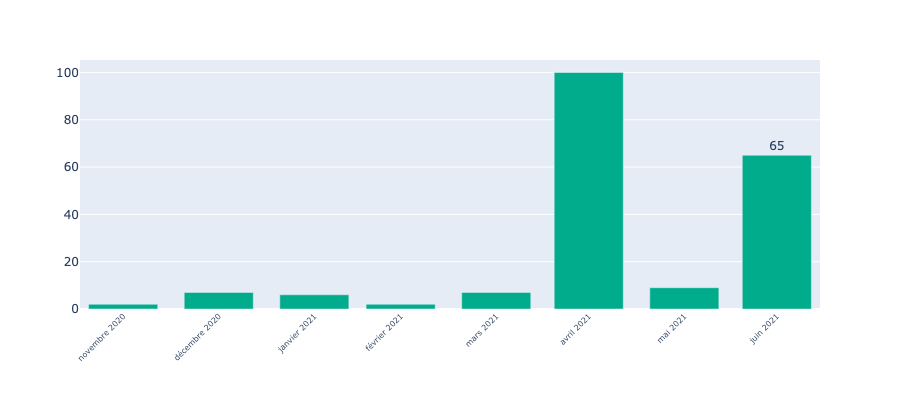 100
80
60
40
20
0
65
novembre 2020
décembre 2020
janvier 2021
février 2021
mars 2021
avril 2021
mai 2021
juin 2021